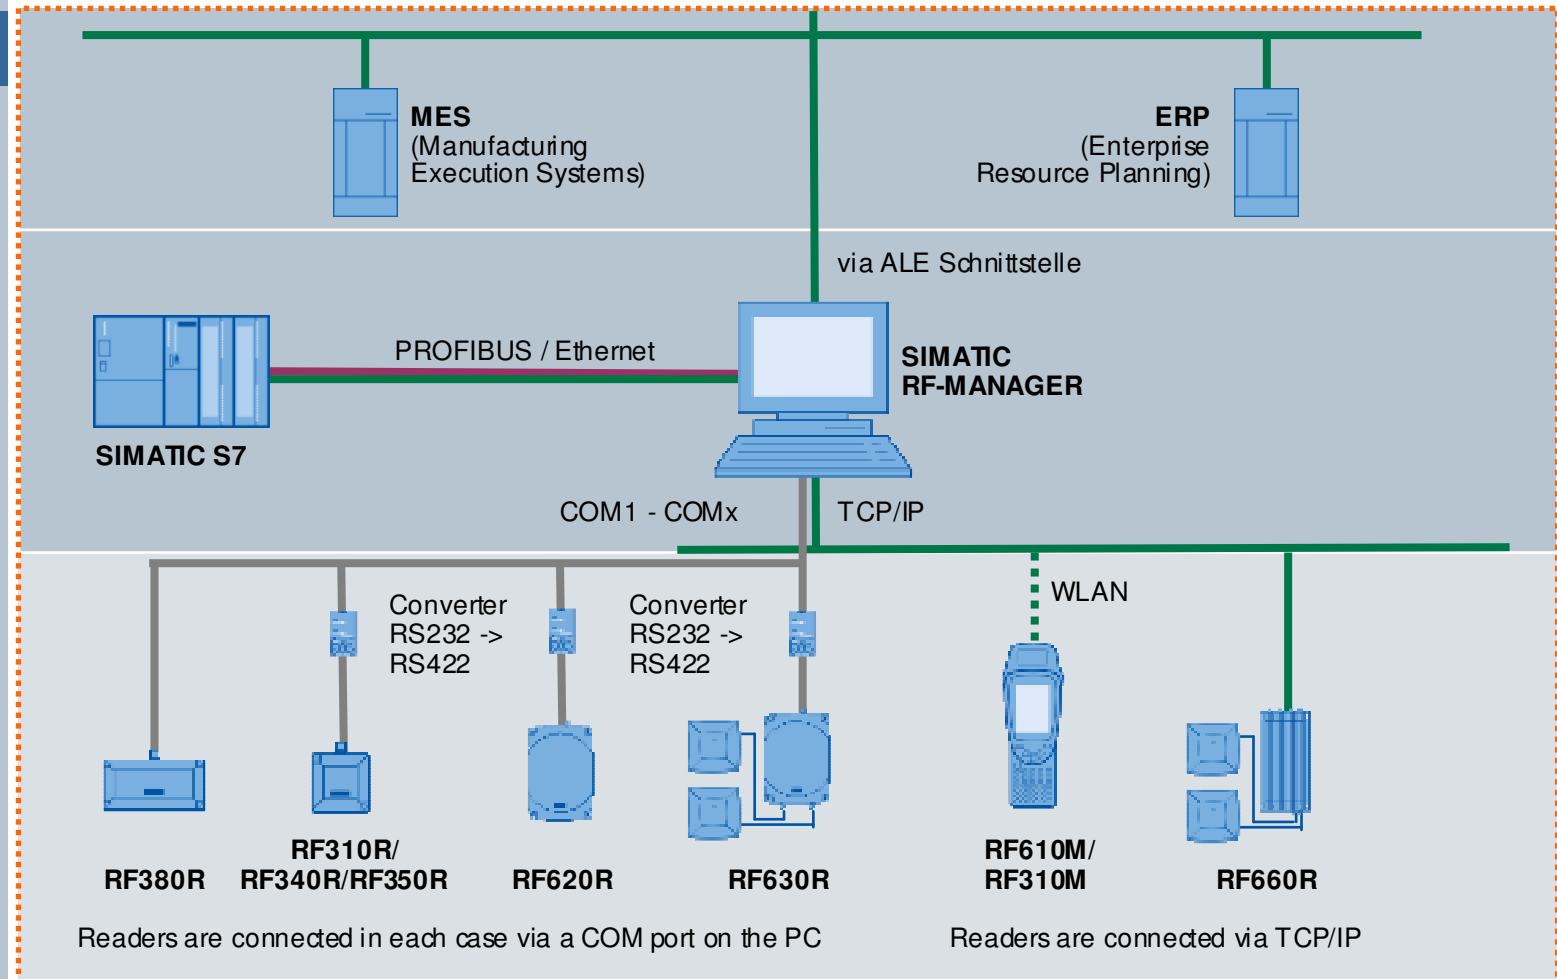 MES
(Manufacturing
Execution Systems)
ERP
(Enterprise
Resource Planning)
via ALE Schnittstelle
PROFIBUS / Ethernet
SIMATIC
RF-MANAGER
SIMATIC S7
COM1 - COMx
TCP/IP
Converter
RS232 ->
RS422
Converter
RS232 ->
RS422
WLAN
RF380R
RF310R/
RF340R/RF350R
RF620R
RF630R
RF610M/
RF310M
RF660R
Readers are connected in each case via a COM port on the PC
Readers are connected via TCP/IP